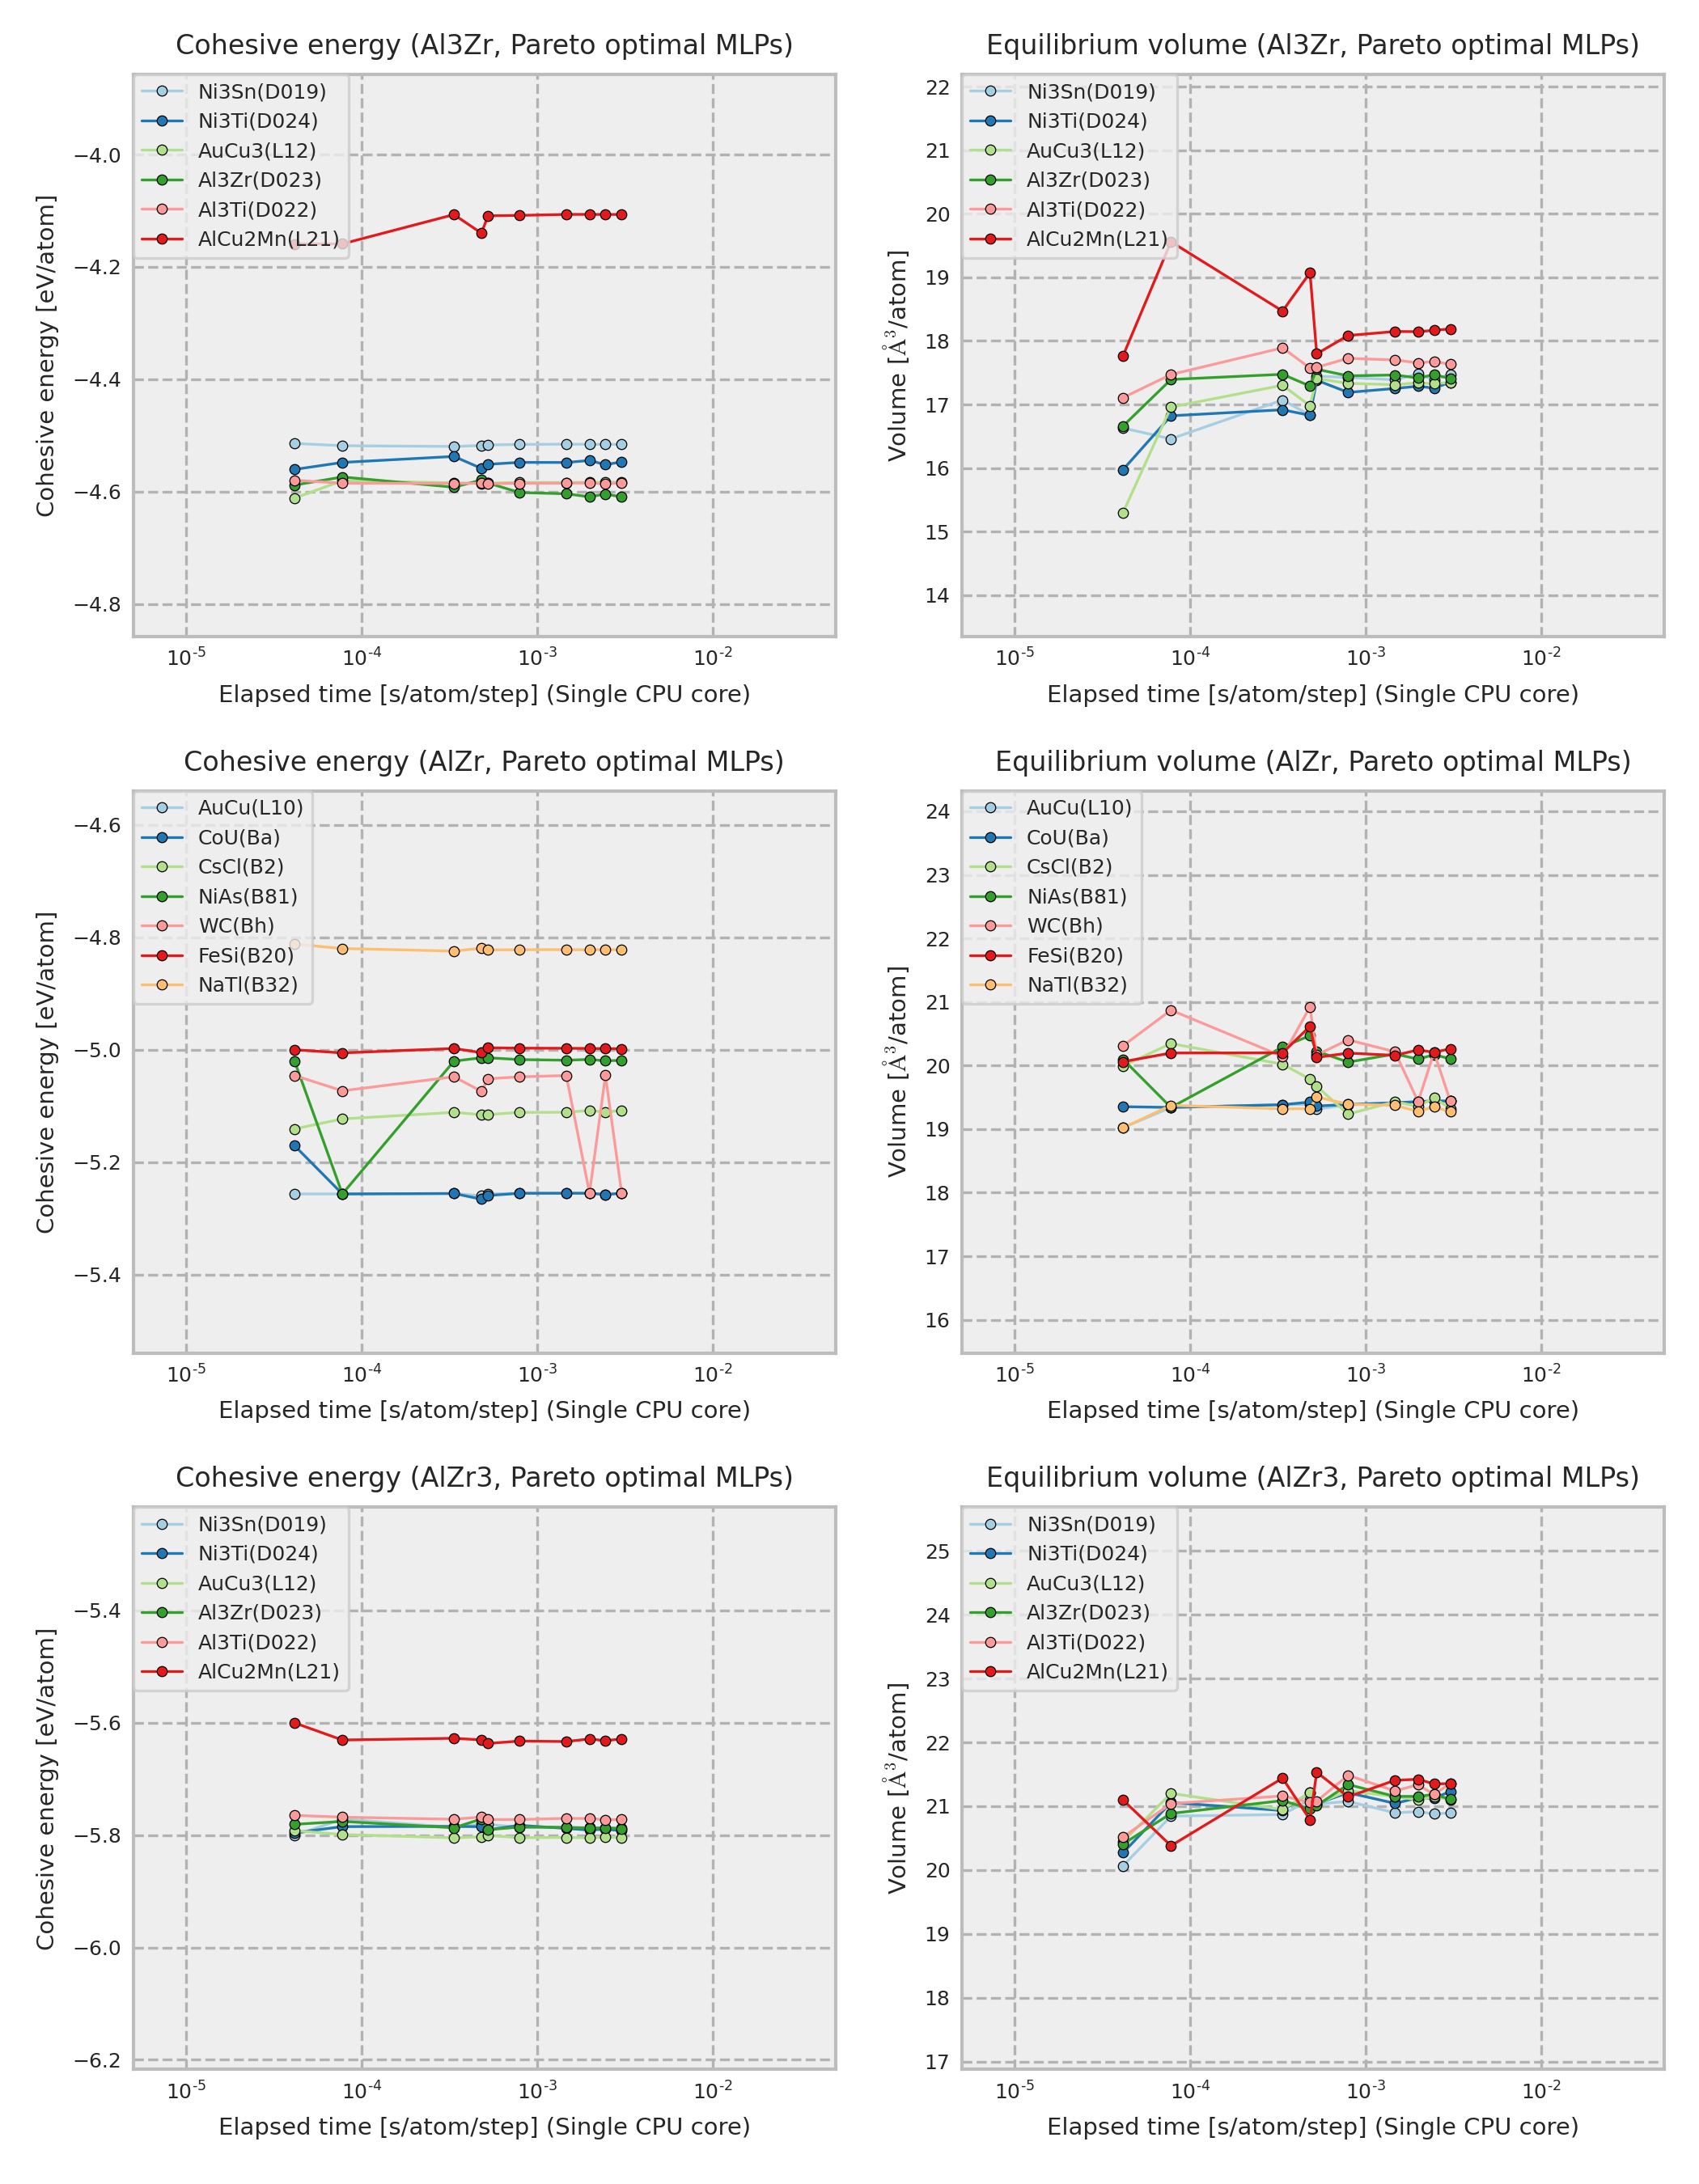 Cohesive energy (Al3Zr, Pareto optimal MLPs)
Cohesive energy [eV/atom]
−4.0
−4.2
−4.4
−4.6
−4.8
Ni3Sn(D019)
Ni3Ti(D024)
AuCu3(L12)
Al3Zr(D023)
Al3Ti(D022)
AlCu2Mn(L21)
10-5 10-4 10-3 10-2
Elapsed time [s/atom/step] (Single CPU core)
Equilibrium volume (Al3Zr, Pareto optimal MLPs)
Volume [Å3/atom]
22
21
20
19
18
17
16
15
14
Ni3Sn(D019)
Ni3Ti(D024)
AuCu3(L12)
Al3Zr(D023)
Al3Ti(D022)
AlCu2Mn(L21)
10-5 10-4 10-3 10-2
Elapsed time [s/atom/step] (Single CPU core)
Cohesive energy (AlZr, Pareto optimal MLPs)
Cohesive energy [eV/atom]
−4.6
−4.8
−5.0
−5.2
−5.4
AuCu(L10)
CoU(Ba)
CsCl(B2)
NiAs(B81)
WC(Bh)
FeSi(B20)
NaTl(B32)
10-5 10-4 10-3 10-2
Elapsed time [s/atom/step] (Single CPU core)
Equilibrium volume (AlZr, Pareto optimal MLPs)
Volume [Å3/atom]
24
23
22
21
20
19
18
17
16
AuCu(L10)
CoU(Ba)
CsCl(B2)
NiAs(B81)
WC(Bh)
FeSi(B20)
NaTl(B32)
10-5 10-4 10-3 10-2
Elapsed time [s/atom/step] (Single CPU core)
Cohesive energy (AlZr3, Pareto optimal MLPs)
Cohesive energy [eV/atom]
−5.4
−5.6
−5.8
−6.0
−6.2
Ni3Sn(D019)
Ni3Ti(D024)
AuCu3(L12)
Al3Zr(D023)
Al3Ti(D022)
AlCu2Mn(L21)
10-5 10-4 10-3 10-2
Elapsed time [s/atom/step] (Single CPU core)
Equilibrium volume (AlZr3, Pareto optimal MLPs)
Volume [Å3/atom]
25
24
23
22
21
20
19
18
17
Ni3Sn(D019)
Ni3Ti(D024)
AuCu3(L12)
Al3Zr(D023)
Al3Ti(D022)
AlCu2Mn(L21)
10-5 10-4 10-3 10-2
Elapsed time [s/atom/step] (Single CPU core)